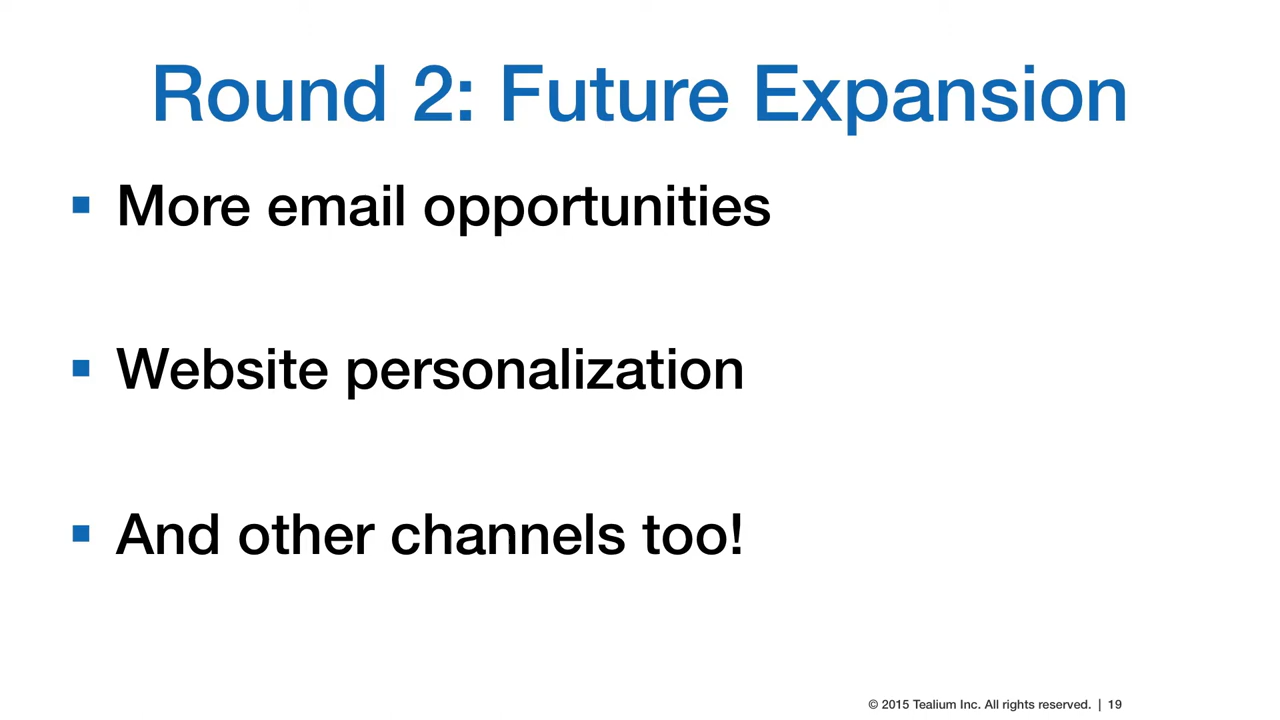 Round 2: Future Expansion
▪ More email opportunities
▪ Website personalization
▪ And other channels too!
© 2015 Tealium Inc. All rights reserved. | 19